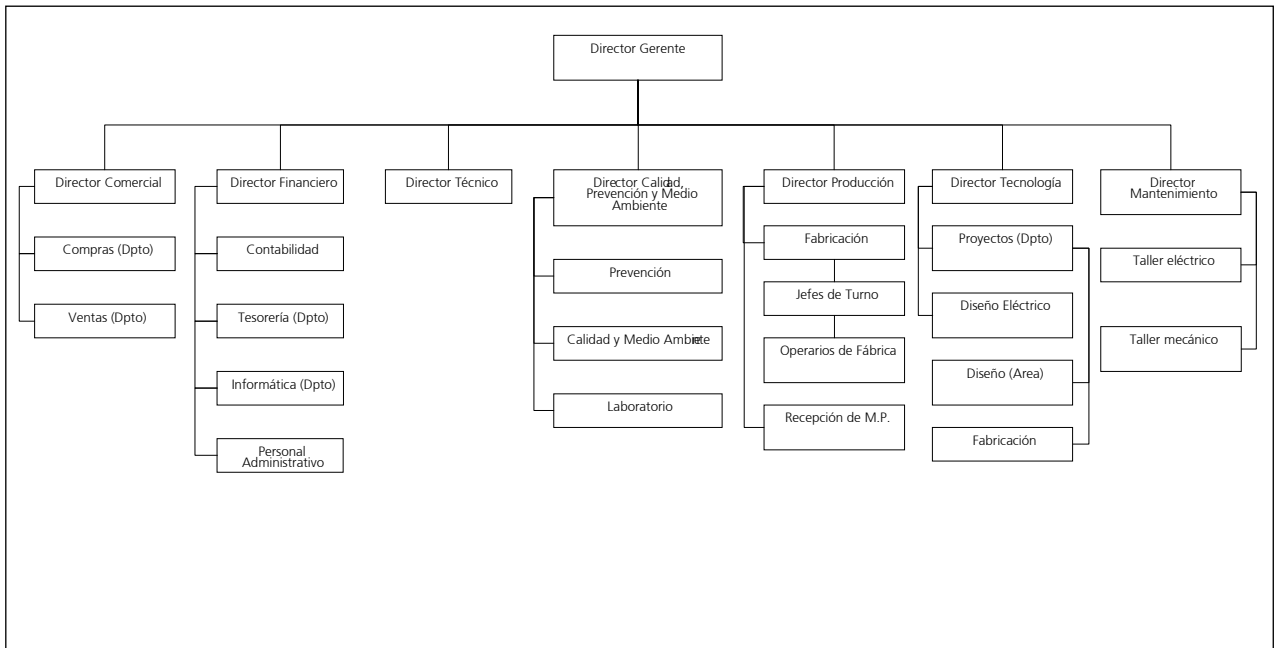 Director Gerente
Director Comercial
Compras (Dpto)
Ventas (Dpto)
Director Financiero
Contabilidad
Tesorería (Dpto)
Informática (Dpto)
Personal
Administrativo
Director Técnico
Director Calidad,
Prevención y Medio
Ambiente
Prevención
Calidad y Medio Ambiente
Laboratorio
Director Producción
Fabricación
Jefes de Turno
Operarios de Fábrica
Recepción de M.P.
Director Tecnología
Proyectos (Dpto)
Diseño Eléctrico
Diseño (Area)
Fabricación
Director
Mantenimiento
Taller eléctrico
Taller mecánico